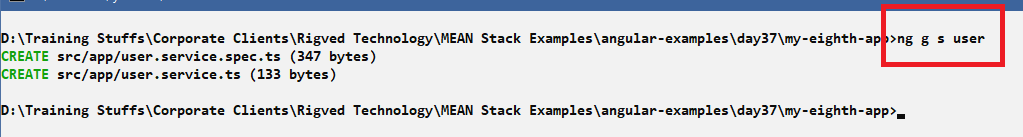 D:\Training Stuffs\Corporate Clients\Rigved Technology\MEAN Stack Examples\angular-examples\day37\my-eighth-app>ng g s user
CREATE src/app/user.service.spec.ts (347 bytes)
CREATE src/app/user.service.ts (133 bytes)
D:\Training Stuffs\Corporate Clients\Rigved Technology\MEAN Stack Examples\angular-examples\day37\my-eighth-app>